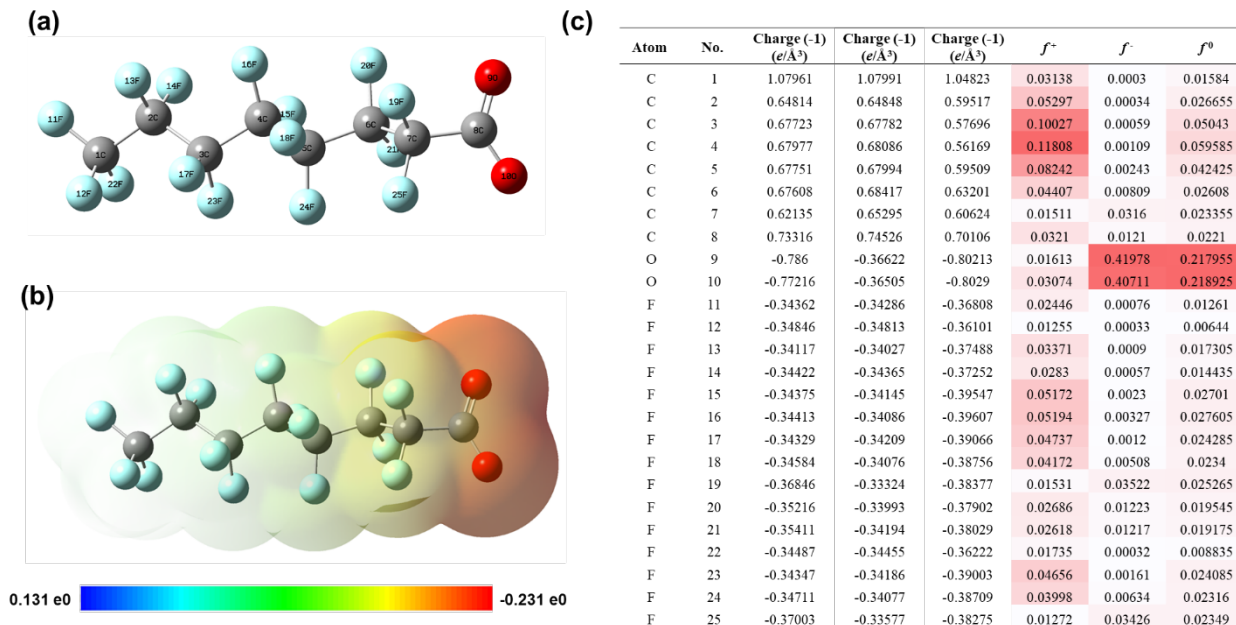 (a)
16F
20F
9O
13F
14F
19F
11F
2C
15F
4C
18F
6C
7C
8C
1C
3C
5C
21F
17F
10O
12F
22F
23F
24F
25F
(b)
0.131 e0
-0.231 e0
(c)
Atom No. Charge (-1) (e/Å³) Charge (-1) (e/Å³) Charge (-1) (e/Å³) f⁺ f⁻ f⁰
C 1 1.07961 1.07991 1.04823 0.03138 0.0003 0.01584
C 2 0.64814 0.64848 0.59517 0.05297 0.00034 0.026655
C 3 0.67723 0.67782 0.57696 0.10027 0.00059 0.05043
C 4 0.67977 0.68086 0.56169 0.11808 0.00109 0.059585
C 5 0.67751 0.67994 0.59509 0.08242 0.00243 0.042425
C 6 0.67608 0.68417 0.63201 0.04407 0.00809 0.02608
C 7 0.62135 0.65295 0.60624 0.01511 0.0316 0.023355
C 8 0.73316 0.74526 0.70106 0.0321 0.0121 0.0221
O 9 -0.786 -0.36622 -0.80213 0.01613 0.41978 0.217955
O 10 -0.77216 -0.36505 -0.8029 0.03074 0.40711 0.218925
F 11 -0.34362 -0.34286 -0.36808 0.02446 0.00076 0.01261
F 12 -0.34846 -0.34813 -0.36101 0.01255 0.00033 0.00644
F 13 -0.34117 -0.34027 -0.37488 0.03371 0.0009 0.017305
F 14 -0.34422 -0.34365 -0.37252 0.0283 0.00057 0.014435
F 15 -0.34375 -0.34145 -0.39547 0.05172 0.0023 0.02701
F 16 -0.34413 -0.34086 -0.39607 0.05194 0.00327 0.027605
F 17 -0.34329 -0.34209 -0.39066 0.04737 0.0012 0.024285
F 18 -0.34584 -0.34076 -0.38756 0.04172 0.00508 0.0234
F 19 -0.36846 -0.33324 -0.38377 0.01531 0.03522 0.025265
F 20 -0.35216 -0.33993 -0.37902 0.02686 0.01223 0.019545
F 21 -0.35411 -0.34194 -0.38029 0.02618 0.01217 0.019175
F 22 -0.34487 -0.34455 -0.36222 0.01735 0.00032 0.008835
F 23 -0.34347 -0.34186 -0.39003 0.04656 0.00161 0.024085
F 24 -0.34711 -0.34077 -0.38709 0.03998 0.00634 0.02316
F 25 -0.37003 -0.33577 -0.38275 0.01272 0.03426 0.02349